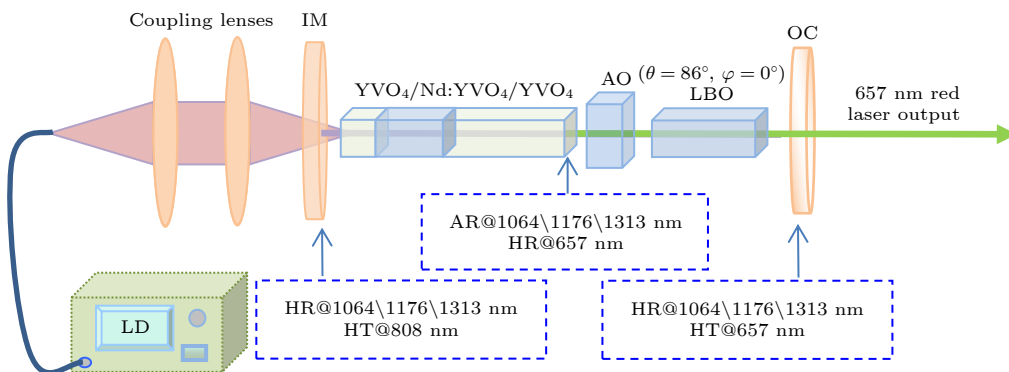 Coupling lenses
IM
OC
YVO₄/Nd:YVO₄/YVO₄
AO
(θ = 86°, φ = 0°)
LBO
657 nm red
laser output
AR@1064\1176\1313 nm
HR@657 nm
HR@1064\1176\1313 nm
HT@808 nm
HR@1064\1176\1313 nm
HT@657 nm
LD